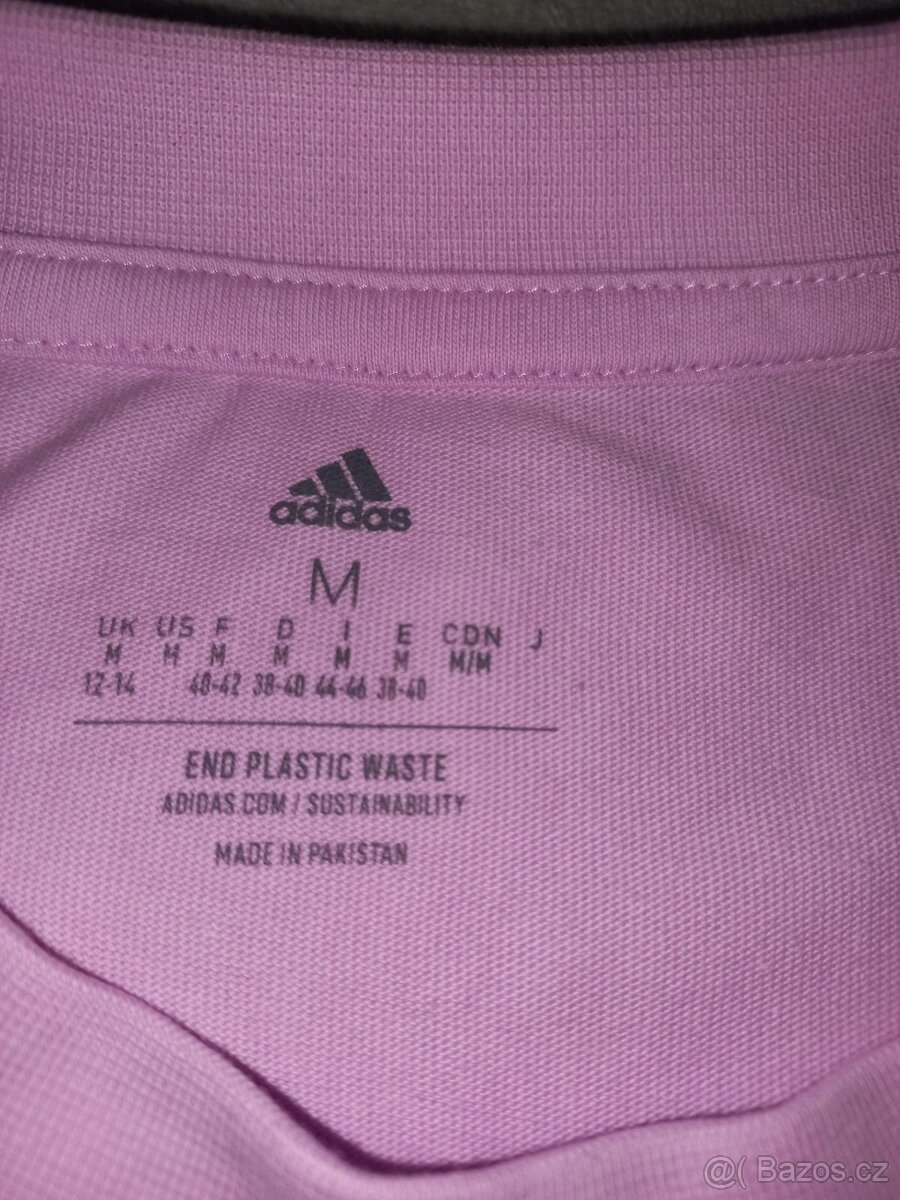 adidas
M
UK US F D I E CDN J
M M M M M M M/M
12-14 40-42 38-40 44-46 38-40
END PLASTIC WASTE
ADIDAS.COM / SUSTAINABILITY
MADE IN PAKISTAN
@( Bazos.cz